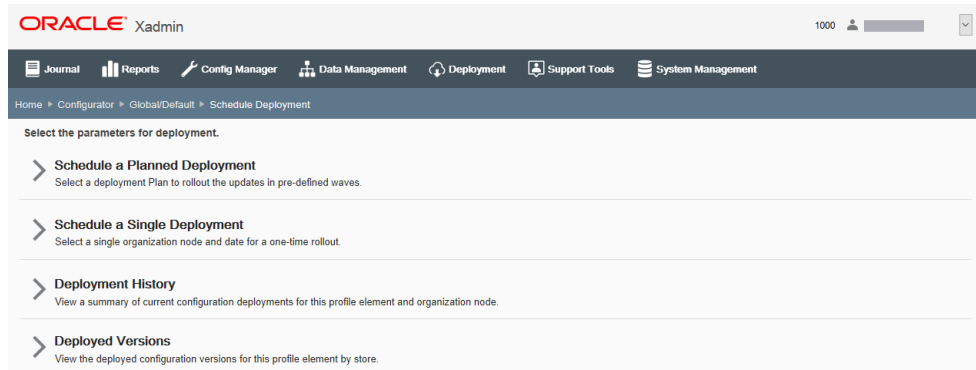 ORACLE® Xadmin
1000
Journal Reports Config Manager Data Management Deployment Support Tools System Management
Home Configurator Global/Default Schedule Deployment
Select the parameters for deployment.
Schedule a Planned Deployment
Select a deployment Plan to rollout the updates in pre-defined waves.
Schedule a Single Deployment
Select a single organization node and date for a one-time rollout.
Deployment History
View a summary of current configuration deployments for this profile element and organization node.
Deployed Versions
View the deployed configuration versions for this profile element by store.